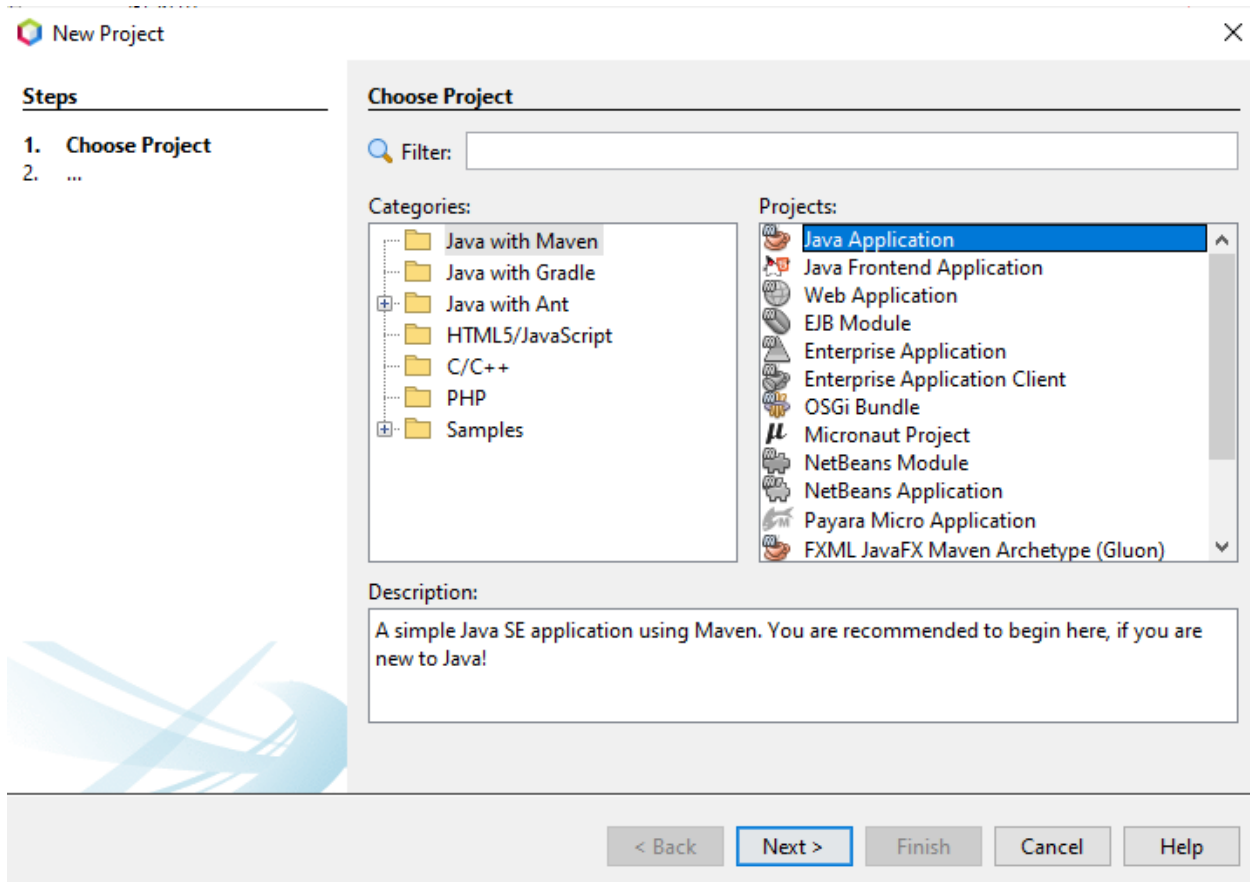 New Project
Steps
1. Choose Project
2. ...
Choose Project
Filter:
Categories:
Java with Maven
Java with Gradle
Java with Ant
HTML5/JavaScript
C/C++
PHP
Samples
Projects:
Java Application
Java Frontend Application
Web Application
EJB Module
Enterprise Application
Enterprise Application Client
OSGi Bundle
Micronaut Project
NetBeans Module
NetBeans Application
Payara Micro Application
FXML JavaFX Maven Archetype (Gluon)
Description:
A simple Java SE application using Maven. You are recommended to begin here, if you are
new to Java!
< Back
Next >
Finish
Cancel
Help